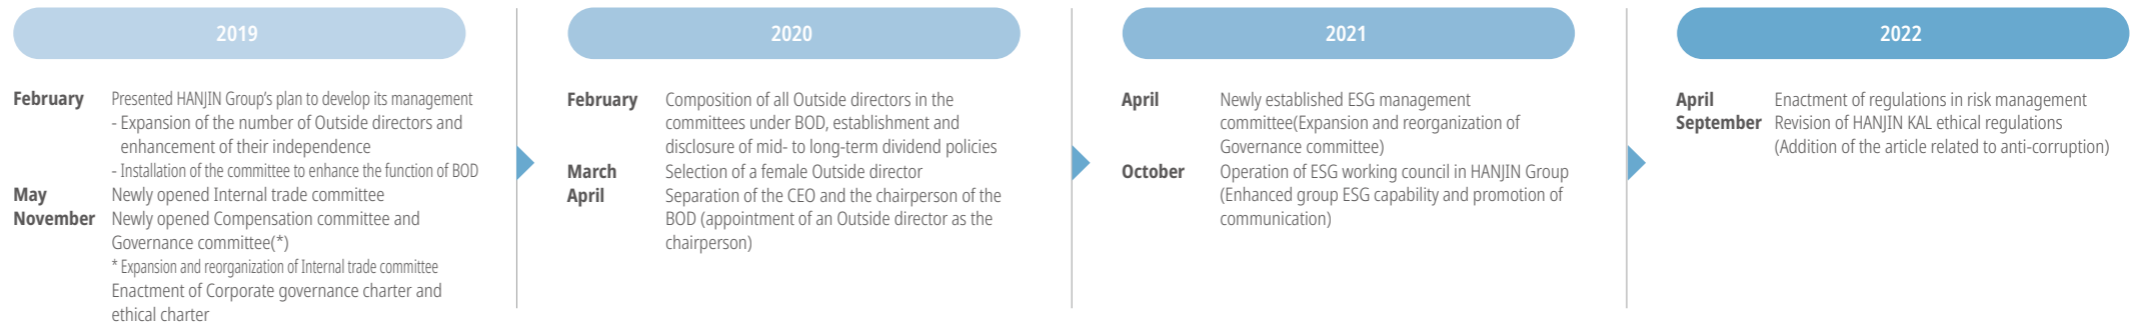 2019
February Presented HANJIN Group's plan to develop its management
- Expansion of the number of Outside directors and
enhancement of their independence
- Installation of the committee to enhance the function of BOD
May Newly opened Internal trade committee
November Newly opened Compensation committee and
Governance committee(*)
* Expansion and reorganization of Internal trade committee
Enactment of Corporate governance charter and
ethical charter
2020
February Composition of all Outside directors in the
committees under BOD, establishment and
disclosure of mid- to long-term dividend policies
March Selection of a female Outside director
April Separation of the CEO and the chairperson of the
BOD (appointment of an Outside director as the
chairperson)
2021
April Newly established ESG management
committee(Expansion and reorganization of
Governance committee)
October Operation of ESG working council in HANJIN Group
(Enhanced group ESG capability and promotion of
communication)
2022
April Enactment of regulations in risk management
September Revision of HANJIN KAL ethical regulations
(Addition of the article related to anti-corruption)